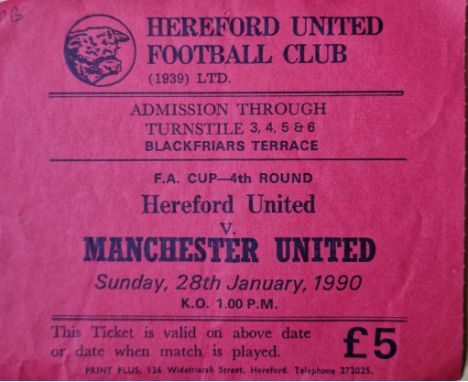 HEREFORD UNITED
FOOTBALL CLUB
(1939) LTD.
ADMISSION THROUGH
TURNSTILE 3, 4, 5 & 6
BLACKFRIARS TERRACE
F.A. CUP—4th ROUND
Hereford United
V.
MANCHESTER UNITED
Sunday, 28th January, 1990
K.O. 1.00 P.M.
This Ticket is valid on above date
or date when match is played.
£5
PRINT PLUS, 126 Widemarsh Street, Hereford. Telephone 272025.